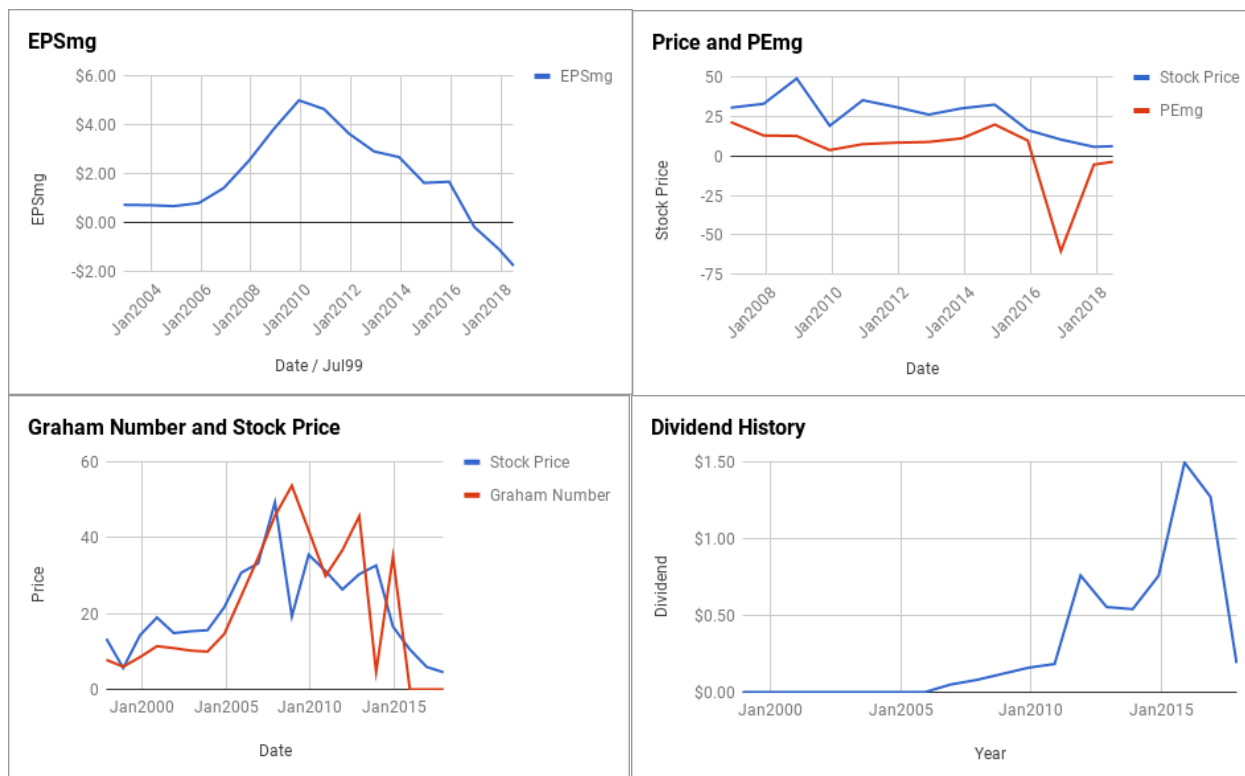 EPSmg
EPSmg
$6.00
$4.00
$2.00
$0.00
-$2.00
EPSmg
Jan2004
Jan2006
Jan2008
Jan2010
Jan2012
Jan2014
Jan2016
Jan2018
Date / Jul99
Price and PEmg
Stock Price
PEmg
50
25
0
-25
-50
-75
Stock Price
Jan2008
Jan2010
Jan2012
Jan2014
Jan2016
Jan2018
Date
Graham Number and Stock Price
Stock Price
Graham Number
60
40
20
0
Price
Jan2000
Jan2005
Jan2010
Jan2015
Date
Dividend History
$1.50
$1.00
$0.50
$0.00
Dividend
Jan2000
Jan2005
Jan2010
Jan2015
Year